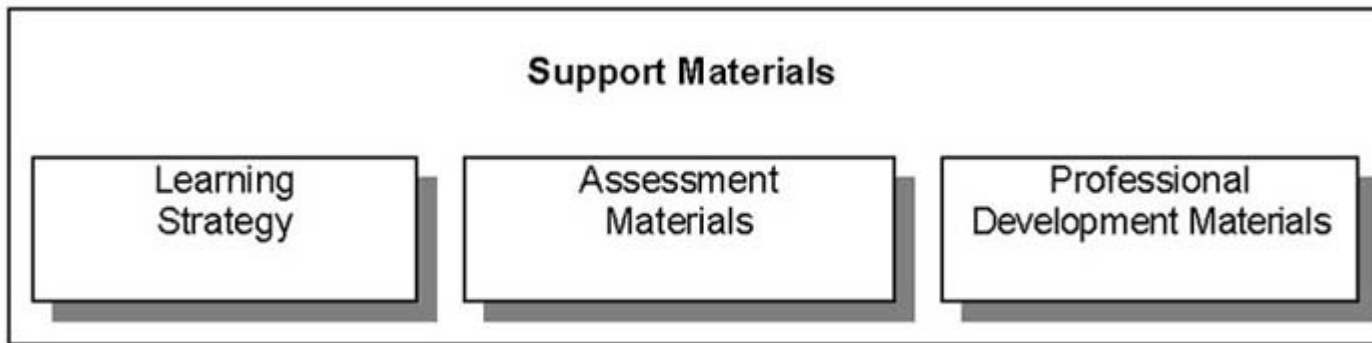 Support Materials
Learning
Strategy
Assessment
Materials
Professional
Development Materials